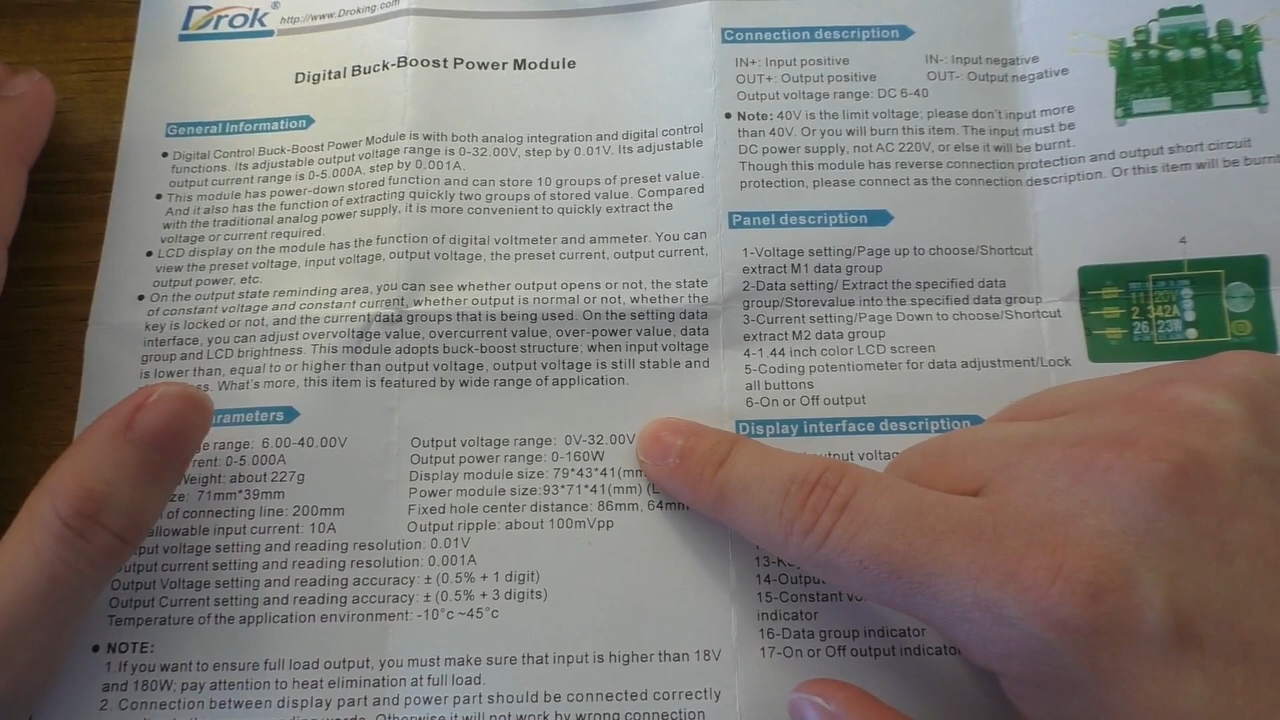 Drok®
http://www.Droking.com
Digital Buck-Boost Power Module
General Information
● Digital Control Buck-Boost Power Module is with both analog integration and digital control
functions. Its adjustable output voltage range is 0-32.00V, step by 0.01V. Its adjustable
output current range is 0-5.000A, step by 0.001A.
● This module has power-down stored function and can store 10 groups of preset value.
And it also has the function of extracting quickly two groups of stored value. Compared
with the traditional analog power supply, it is more convenient to quickly extract the
voltage or current required.
● LCD display on the module has the function of digital voltmeter and ammeter. You can
view the preset voltage, input voltage, output voltage, the preset current, output current,
output power, etc.
● On the output state reminding area, you can see whether output opens or not, the state
of constant voltage and constant current, whether output is normal or not, whether the
key is locked or not, and the current data groups that is being used. On the setting data
interface, you can adjust overvoltage value, overcurrent value, over-power value, data
group and LCD brightness. This module adopts buck-boost structure; when input voltage
is lower than, equal to or higher than output voltage, output voltage is still stable and
What's more, this item is featured by wide range of application.
range: 6.00-40.00V
0-5.000A
Weight: about 227g
71mm*39mm
of connecting line: 200mm
allowable input current: 10A
Output voltage range: 0V-32.00V
Output power range: 0-160W
Display module size: 79*43*41(mm
Power module size:93*71*41(mm) (L
Fixed hole center distance: 86mm, 64mm
Output ripple: about 100mVpp
voltage setting and reading resolution: 0.01V
current setting and reading resolution: 0.001A
Output Voltage setting and reading accuracy: ± (0.5% + 1 digit)
Output Current setting and reading accuracy: ± (0.5% + 3 digits)
Temperature of the application environment: -10°c~45°c
● NOTE:
1.If you want to ensure full load output, you must make sure that input is higher than 18V
and 180W; pay attention to heat elimination at full load.
2. Connection between display part and power part should be connected correctly
Otherwise it will not work by wrong connection
Connection description
IN+: Input positive IN-: Input negative
OUT+: Output positive OUT-: Output negative
Output voltage range: DC 6-40
● Note: 40V is the limit voltage; please don't input more
than 40V. Or you will burn this item. The input must be
DC power supply, not AC 220V, or else it will be burnt.
Though this module has reverse connection protection and output short circuit
protection, please connect as the connection description. Or this item will be burnt
Panel description
1-Voltage setting/Page up to choose/Shortcut
extract M1 data group
2-Data setting/ Extract the specified data
group/Storevalue into the specified data group
3-Current setting/Page Down to choose/Shortcut
extract M2 data group
4-1.44 inch color LCD screen
5-Coding potentiometer for data adjustment/Lock
all buttons
6-On or Off output
4
Display interface description
14-Output
15-Constant
indicator
16-Data group indicator
17-On or Off output indicator